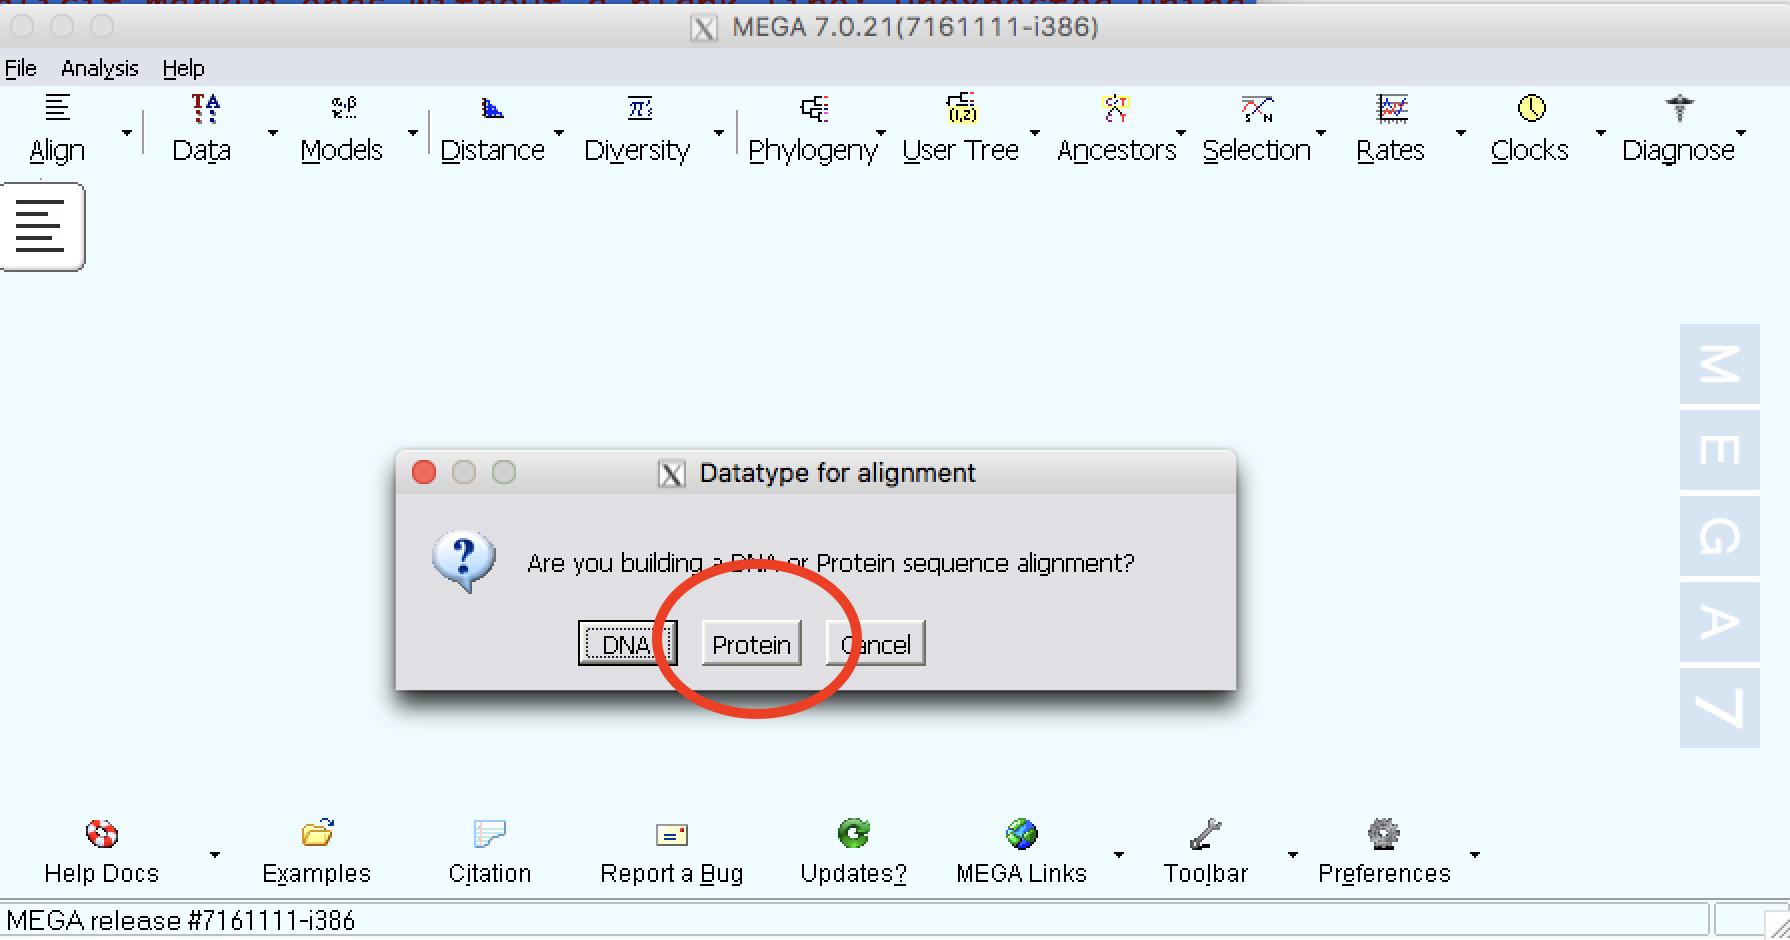 MEGA 7.0.21(7161111-i386)
File Analysis Help
Align Data Models Distance Diversity Phylogeny User Tree Ancestors Selection Rates Clocks Diagnose
M
E
G
A
7
Datatype for alignment
Are you building a DNA or Protein sequence alignment?
DNA Protein Cancel
Help Docs Examples Citation Report a Bug Updates? MEGA Links Toolbar Preferences
MEGA release #7161111-i386